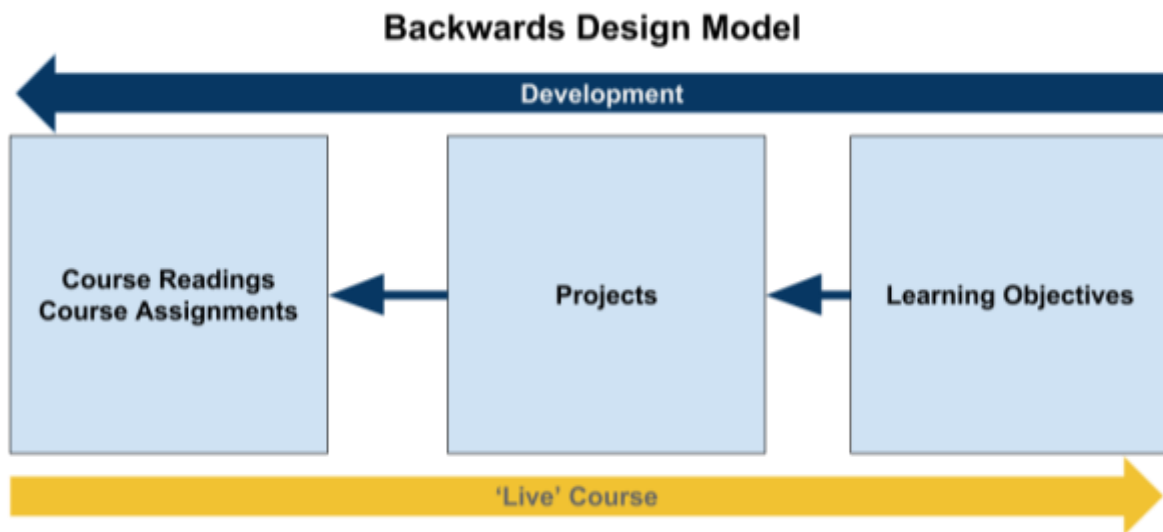 Backwards Design Model
Development
Course Readings
Course Assignments
Projects
Learning Objectives
‘Live’ Course